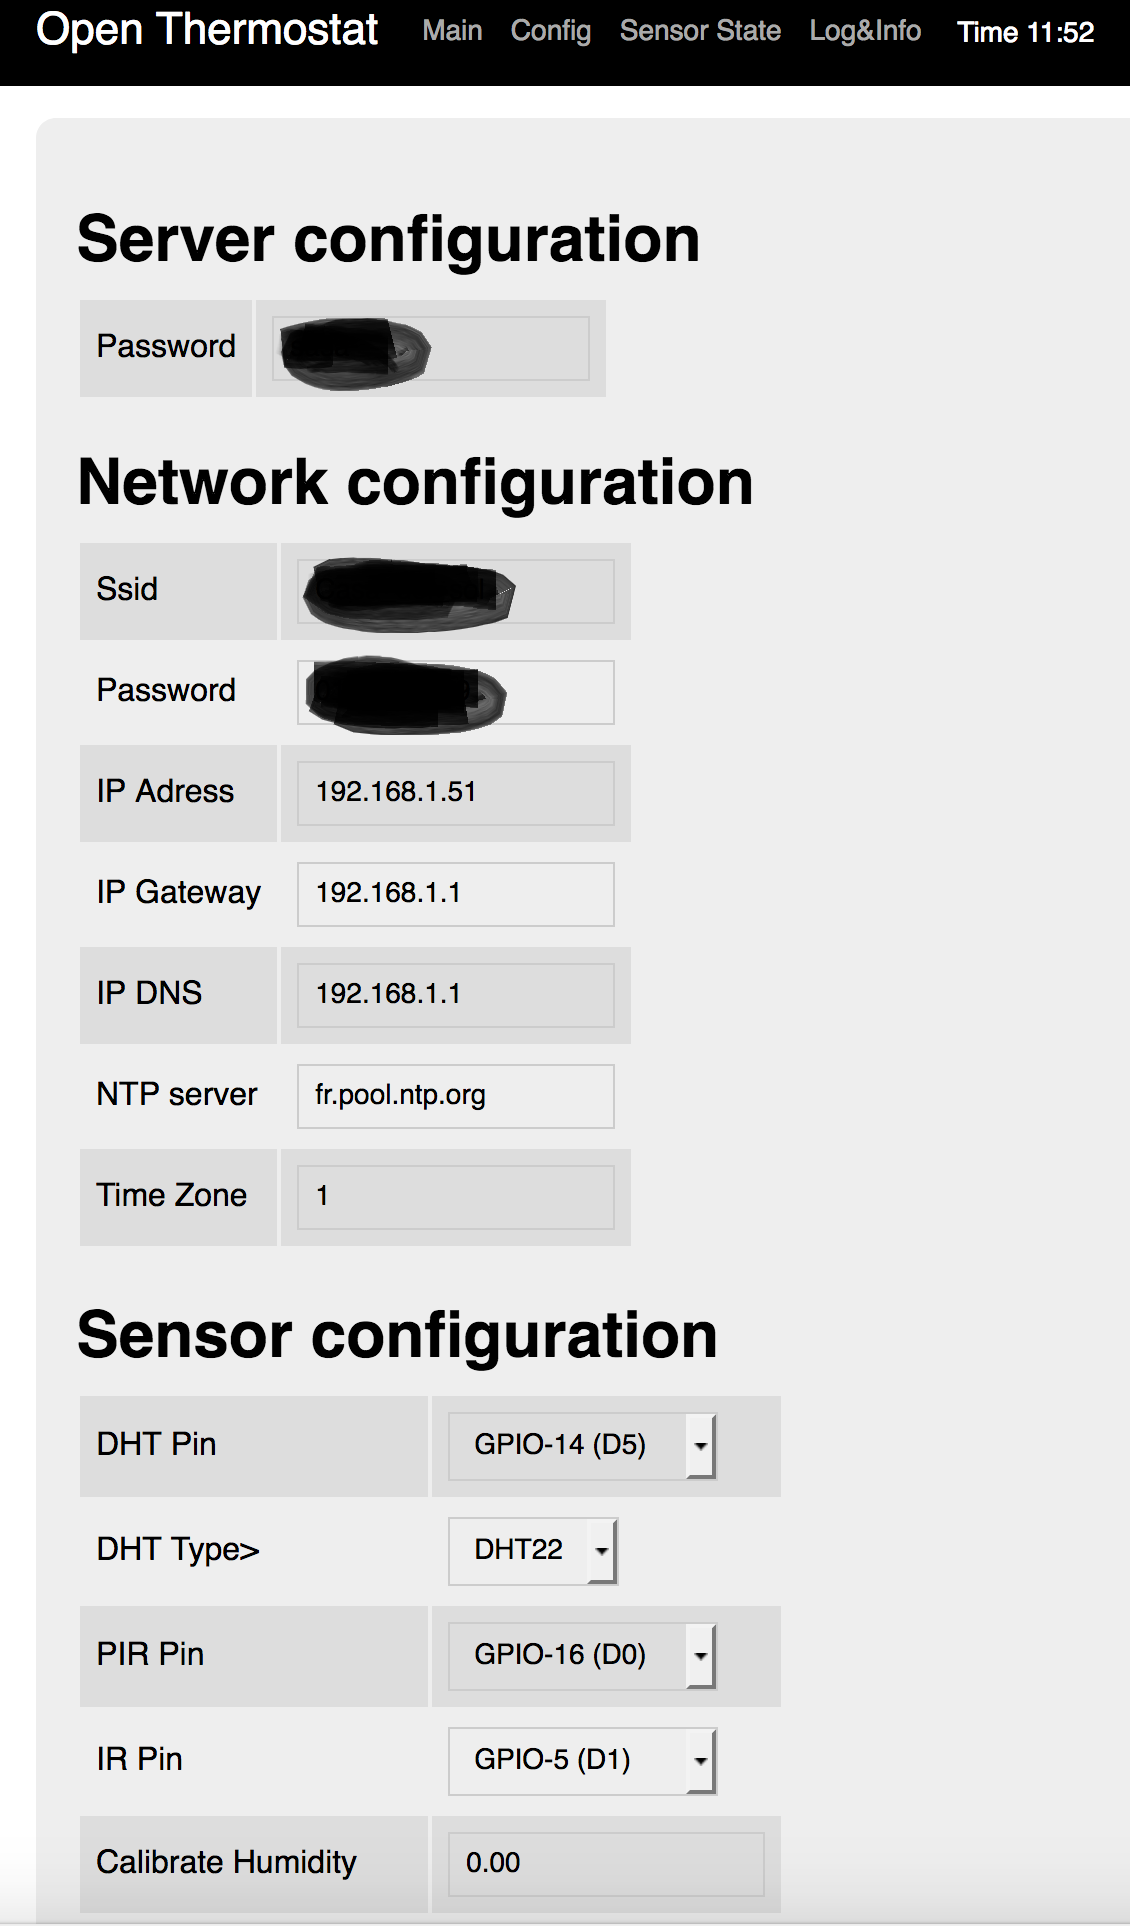 Open Thermostat Main Config Sensor State Log&Info Time 11:52
Server configuration
Password
Network configuration
Ssid
Password
IP Adress 192.168.1.51
IP Gateway 192.168.1.1
IP DNS 192.168.1.1
NTP server fr.pool.ntp.org
Time Zone 1
Sensor configuration
DHT Pin GPIO-14 (D5)
DHT Type> DHT22
PIR Pin GPIO-16 (D0)
IR Pin GPIO-5 (D1)
Calibrate Humidity 0.00